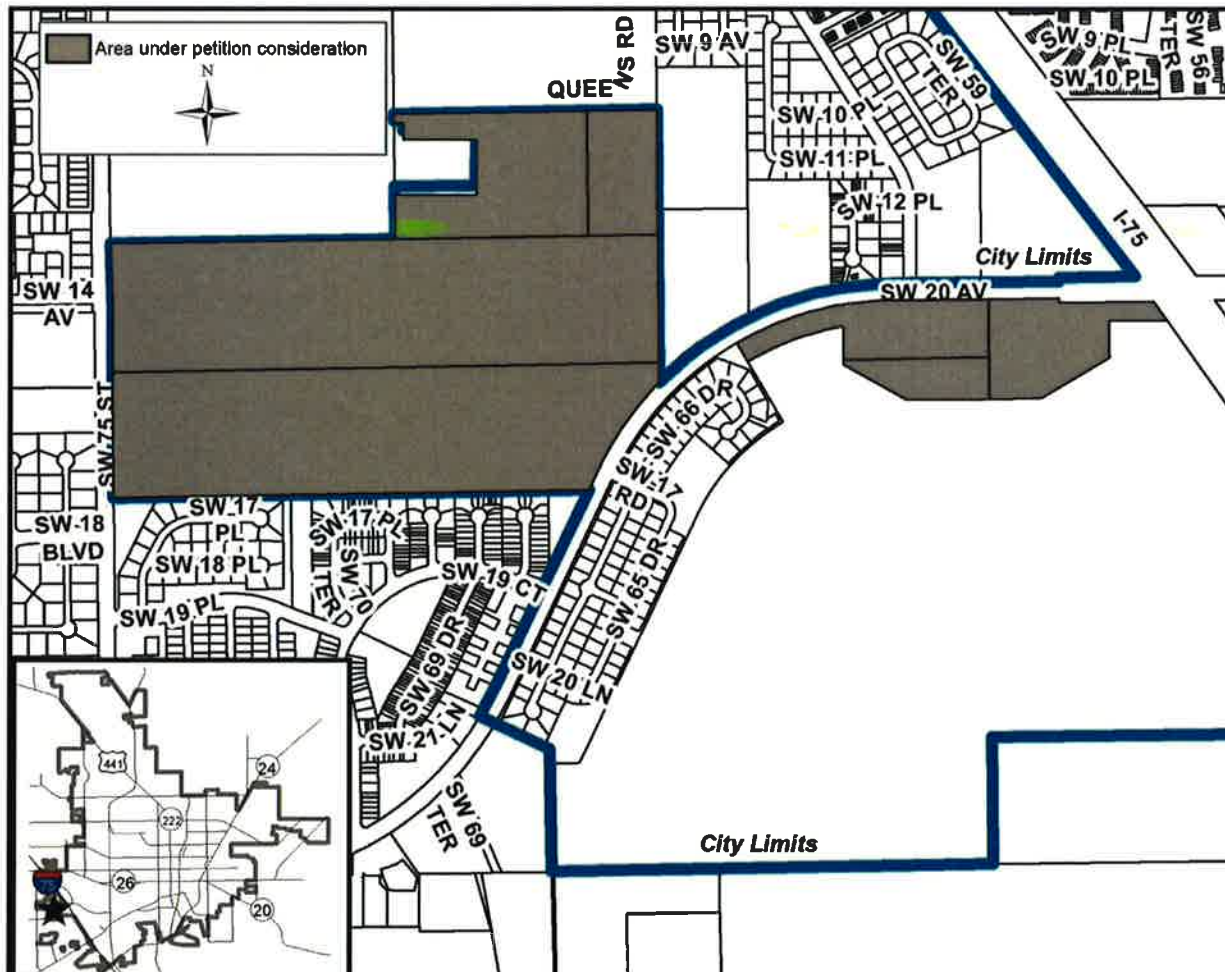 Area under petition consideration
N
QUEE
NS RD
SW 9 AV
SW 59
TER
SW 9 PL
SW 10 PL
TER
SW 56
SW 10 PL
SW 11 PL
SW 12 PL
I-75
City Limits
SW 20 AV
SW 14
AV
SW 75 ST
SW 66 DR
SW 17
RD
SW 18
BLVD
SW 17
PL
SW 18 PL
SW 17 PL
SW 70
TERD
SW 19 CT
SW 65 DR
SW 19 PL
SW 69 DR
SW 20 LN
SW 21 LN
SW 69
TER
City Limits
441
24
222
26
75
20